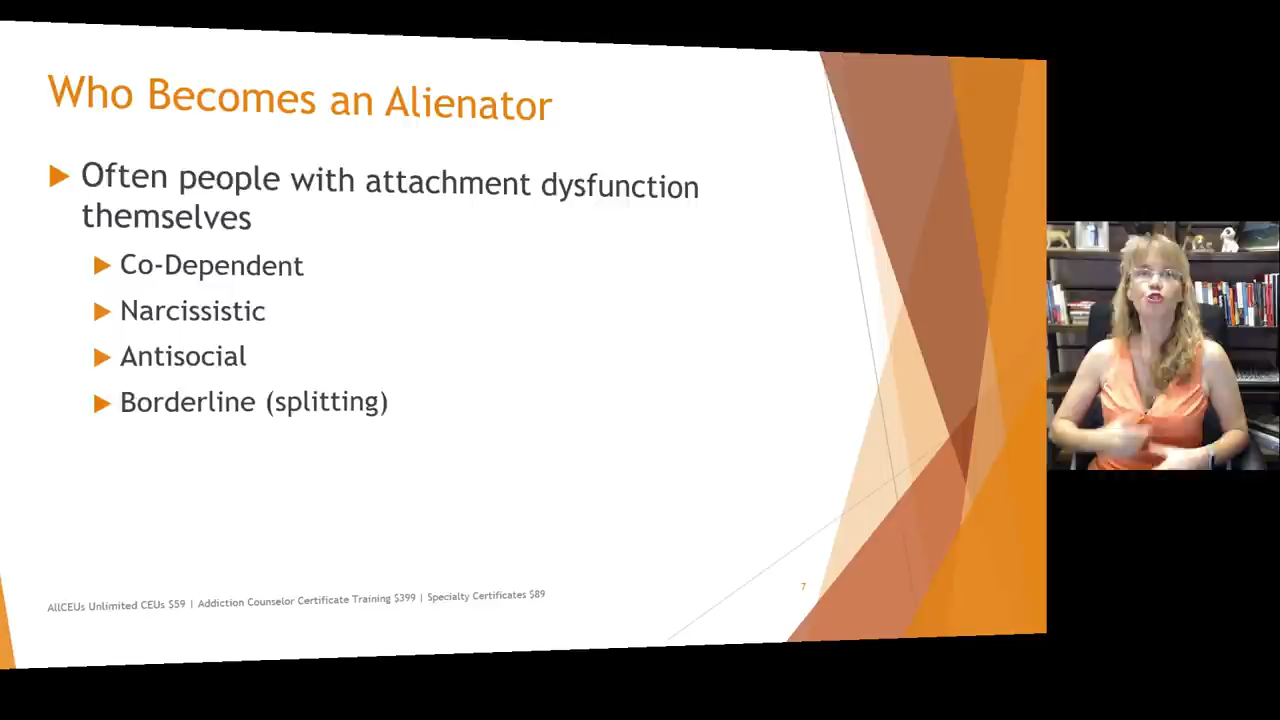 Who Becomes an Alienator
Often people with attachment dysfunction
themselves
Co-Dependent
Narcissistic
Antisocial
Borderline (splitting)
7
AllCEUs Unlimited CEUs $59 | Addiction Counselor Certificate Training $399 | Specialty Certificates $89